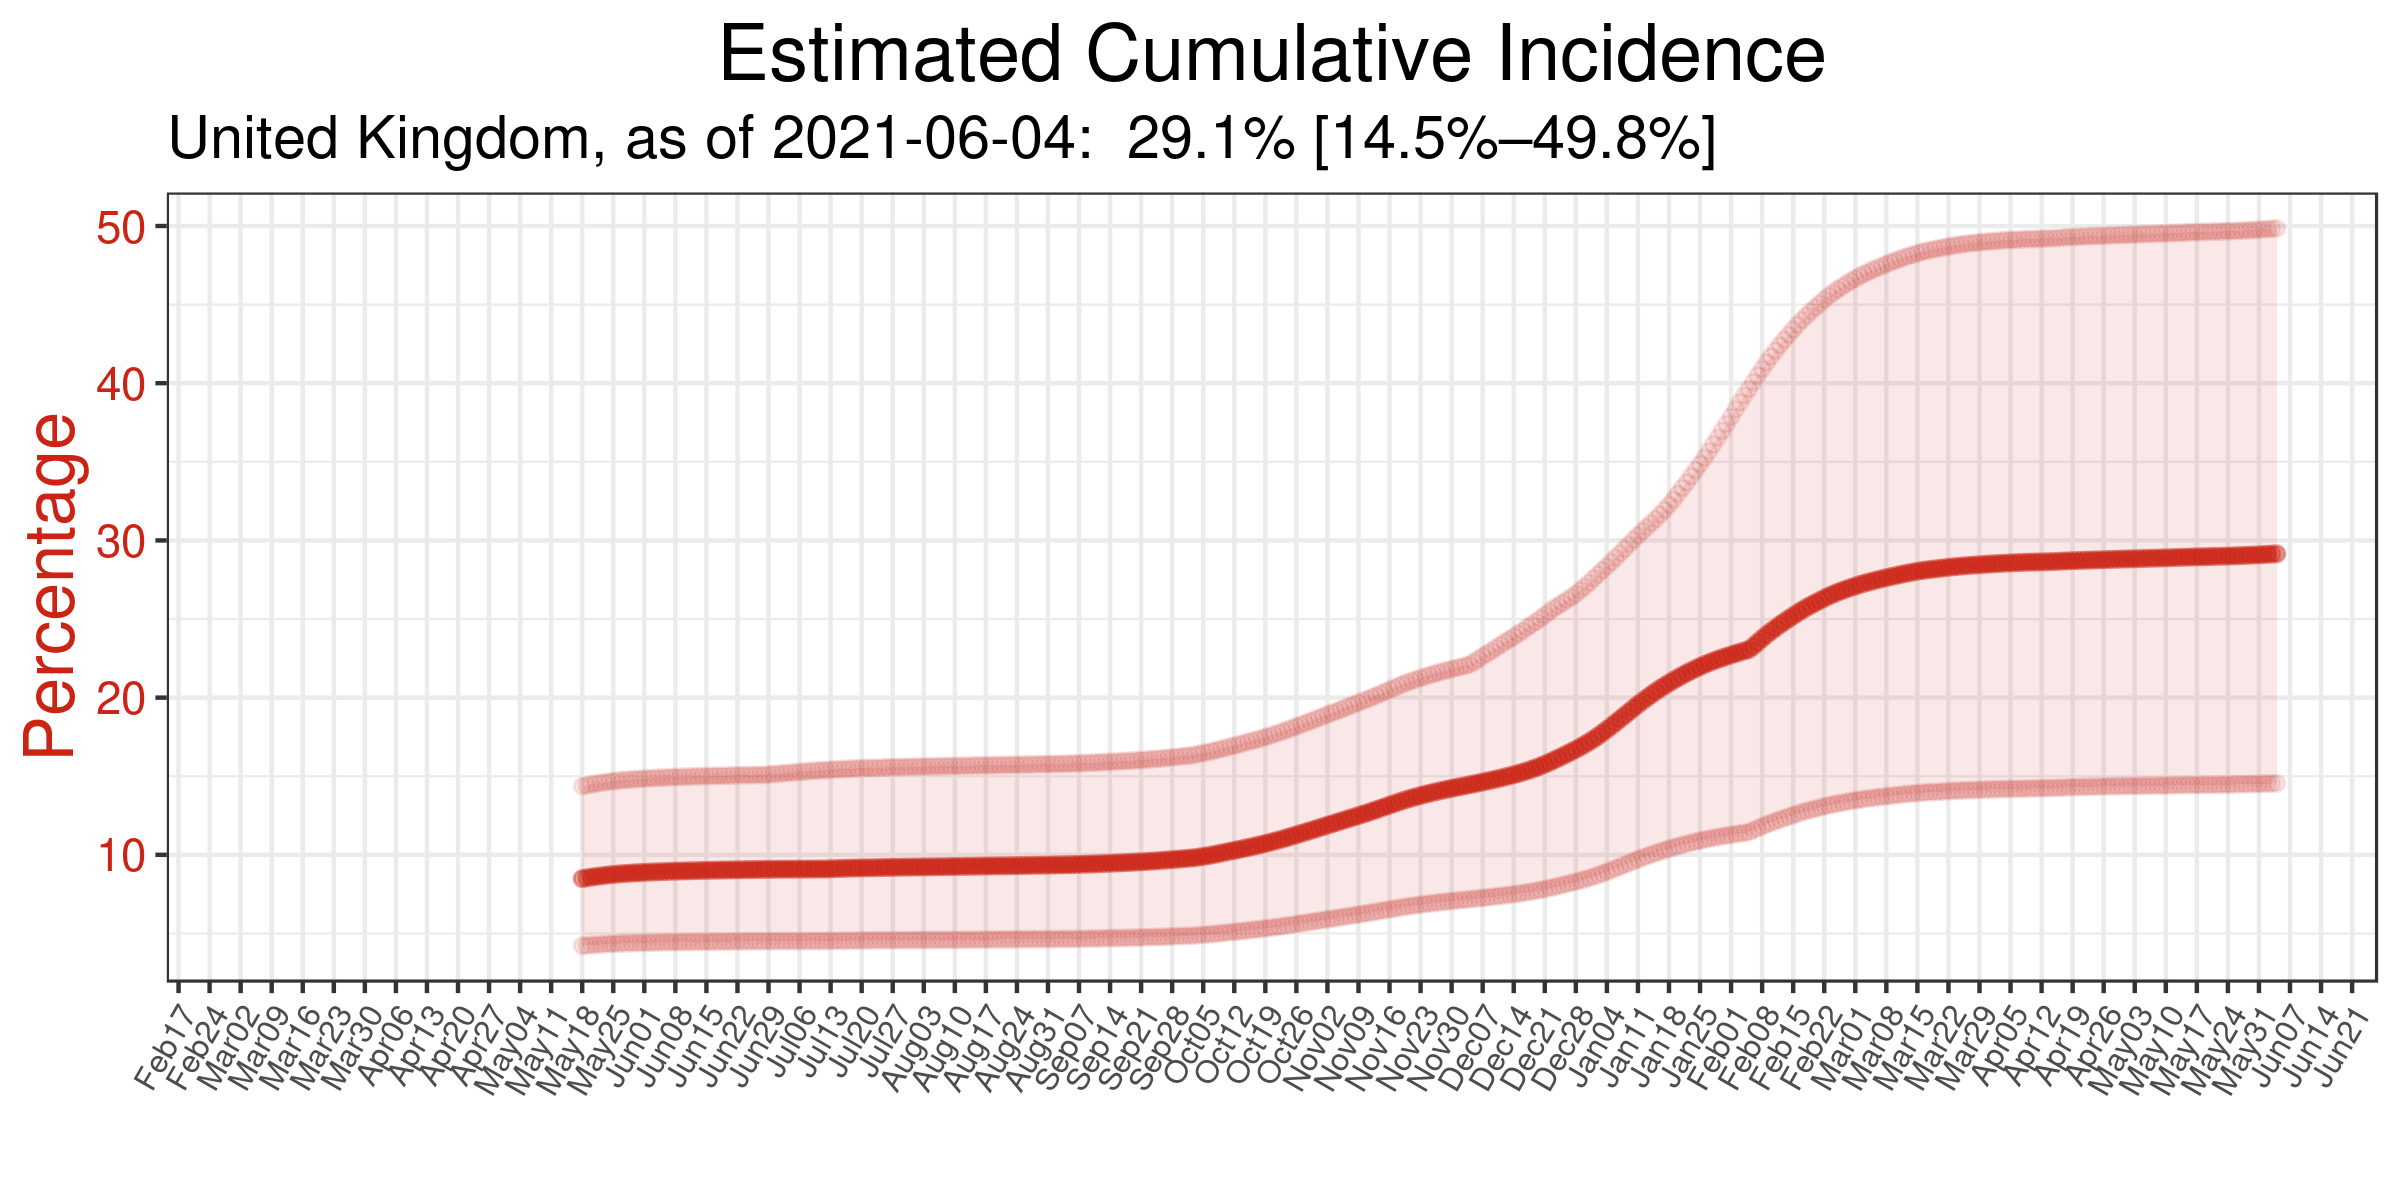 Estimated Cumulative Incidence
United Kingdom, as of 2021-06-04:  29.1% [14.5%–49.8%]
Percentage
50
40
30
20
10
Feb17 Feb24 Mar02 Mar09 Mar16 Mar23 Mar30 Apr06 Apr13 Apr20 Apr27 May04 May11 May18 May25 Jun01 Jun08 Jun15 Jun22 Jun29 Jul06 Jul13 Jul20 Jul27 Aug03 Aug10 Aug17 Aug24 Aug31 Sep07 Sep14 Sep21 Sep28 Oct05 Oct12 Oct19 Oct26 Nov02 Nov09 Nov16 Nov23 Nov30 Dec07 Dec14 Dec21 Dec28 Jan04 Jan11 Jan18 Jan25 Feb01 Feb08 Feb15 Feb22 Mar01 Mar08 Mar15 Mar22 Mar29 Apr05 Apr12 Apr19 Apr26 May03 May10 May17 May24 May31 Jun07 Jun14 Jun21